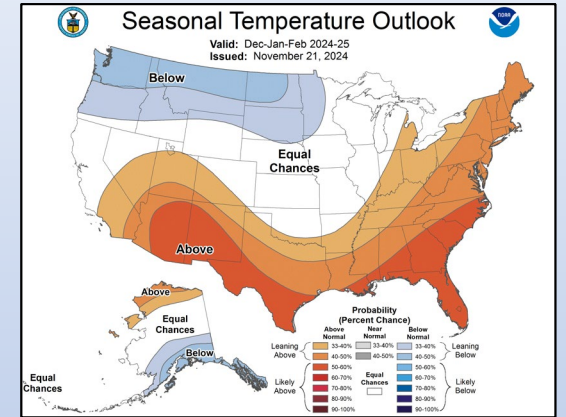 Seasonal Temperature Outlook
NOAA
Valid: Dec-Jan-Feb 2024-25
Issued: November 21, 2024
Below
Equal
Chances
Above
Above
Equal
Chances
Below
Equal
Chances
Probability
(Percent Chance)
Above
Normal
Near
Normal
Below
Normal
Leaning
Above
33-40%
33-40%
33-40%
Leaning
Below
40-50%
40-50%
40-50%
Likely
Above
50-60%
60-70%
70-80%
80-90%
90-100%
Equal
Chances
50-60%
60-70%
70-80%
80-90%
90-100%
Likely
Below